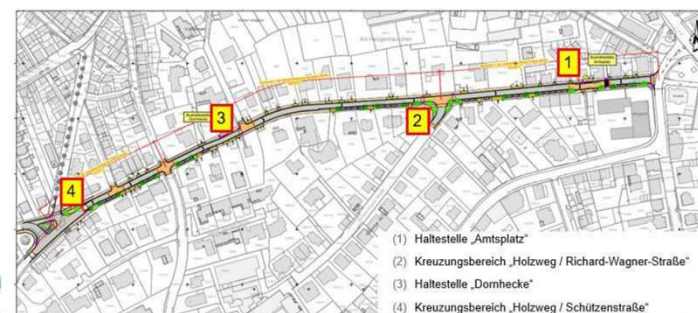 1
3
2
4
(1) Haltestelle „Amtsplatz“
(2) Kreuzungsbereich „Holzweg / Richard-Wagner-Straße“
(3) Haltestelle „Dornhecke“
(4) Kreuzungsbereich „Holzweg / Schützenstraße“